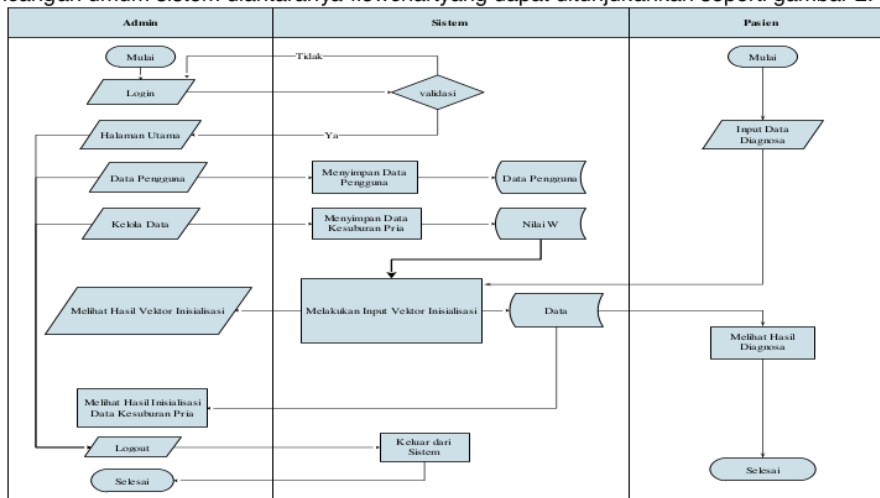 umum sistem diantaranya flowchartyang dapat ditunjuhankan seperti gambar 2.
Admin
Sistem
Pasien
Mulai
Tidak
Mulai
Login
validasi
Halaman Utama
Ya
Input Data
Diagnosa
Data Pengguna
Menyimpan Data
Pengguna
Data Pengguna
Kelola Data
Menyimpan Data
Kesuburan Pria
Nilai W
Melihat Hasil Vektor Inisialisasi
Melakukan Input Vektor Inisialisasi
Data
Melihat Hasil
Diagnosa
Melihat Hasil Inisialisasi
Data Kesuburan Pria
Logout
Keluar dari
Sistem
Selesai
Selesai